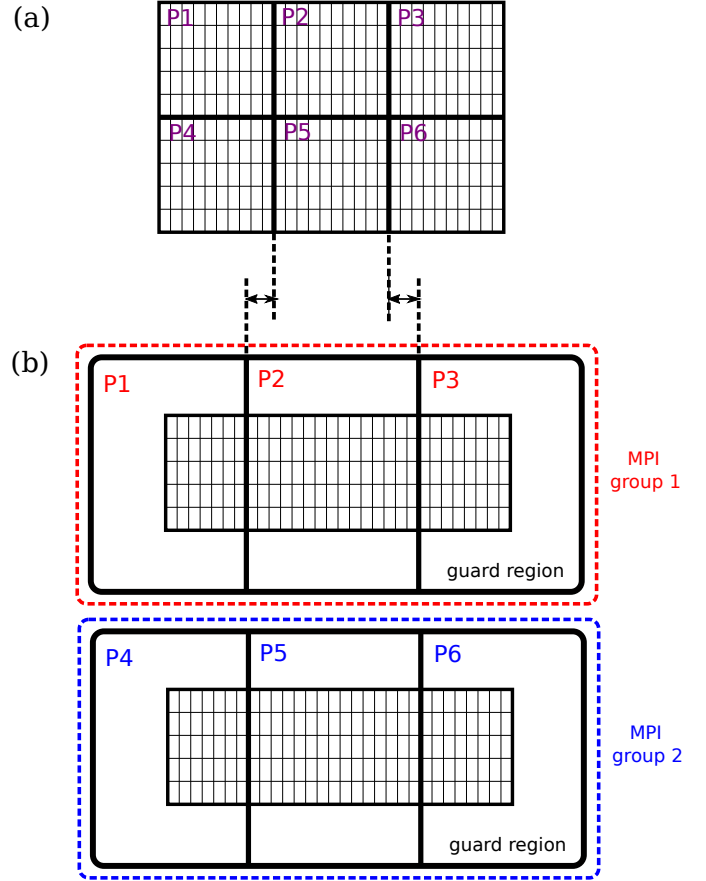 (a)
P1 P2 P3
P4 P5 P6
(b)
P1 P2 P3
MPI
group 1
guard region
P4 P5 P6
MPI
group 2
guard region